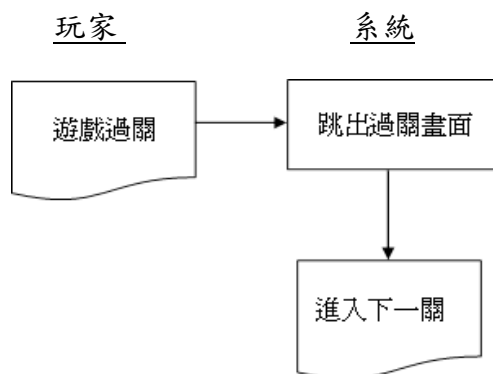 玩家
系統
遊戲過關
跳出過關畫面
進入下一關